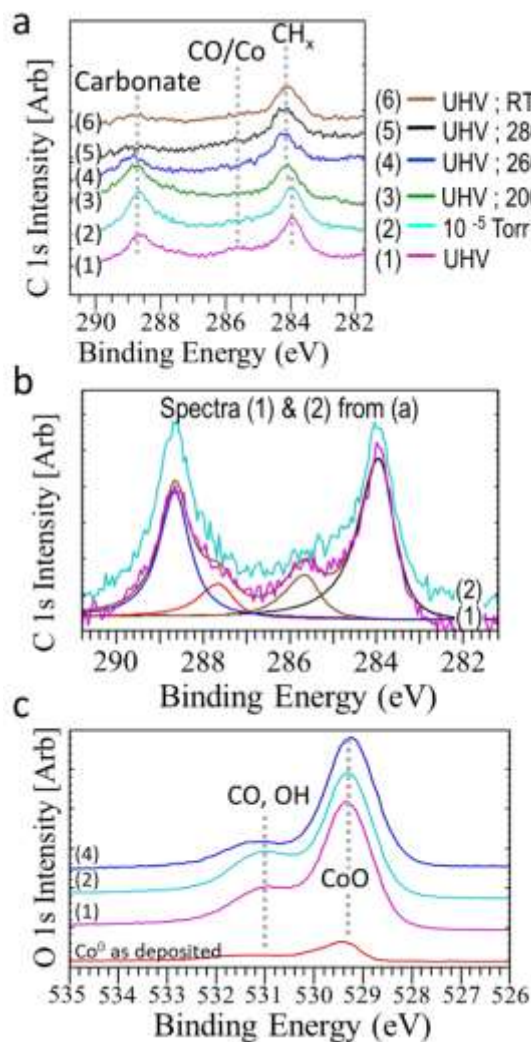 a
Carbonate
CO/Co
CHₓ
(6)
(5)
(4)
(3)
(2)
(1)
(6) UHV ; RT
(5) UHV ; 28
(4) UHV ; 26
(3) UHV ; 20
(2) 10 ⁻⁵ Torr
(1) UHV
C 1s Intensity [Arb]
290 288 286 284 282
Binding Energy (eV)
b
Spectra (1) & (2) from (a)
(2)
(1)
C 1s Intensity [Arb]
290 288 286 284 282
Binding Energy (eV)
c
CO, OH
CoO
(4)
(2)
(1)
Co⁰ as deposited
O 1s Intensity [Arb]
535 534 533 532 531 530 529 528 527 526
Binding Energy (eV)